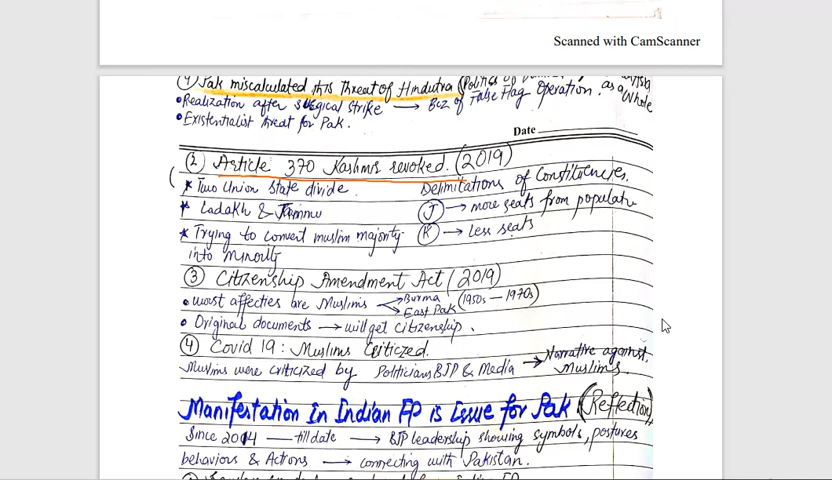 Scanned with CamScanner
Pak miscalculated this Threat of Hindutva (Politics of
• Realization after surgical strike → Bcz of False Flag Operation. as a Whole
• Existentialist threat for Pak.
Date
(2) Article 370 Kashmir revoked. (2019)
* Two Union State divide. Delimitations of Constituencies.
* Ladakh & Jammu (J) → more seats from populate
* Trying to convert muslim majority (K) → Less seats
into minority
(3) Citizenship Amendment Act (2019)
• worst affecties are Muslims Burma (1950s — 1970s)
East Pak
• Original documents → will get citizenship.
(4) Covid 19: Muslims Criticized.
Muslims were criticized by Politicians BJP & Media → Narrative against Muslims
Manifestation in Indian FP is Issue for Pak (Reflection)
Since 2014 — till date → BJP leadership showing symbols, postures
behaviors & Actions → connecting with Pakistan.